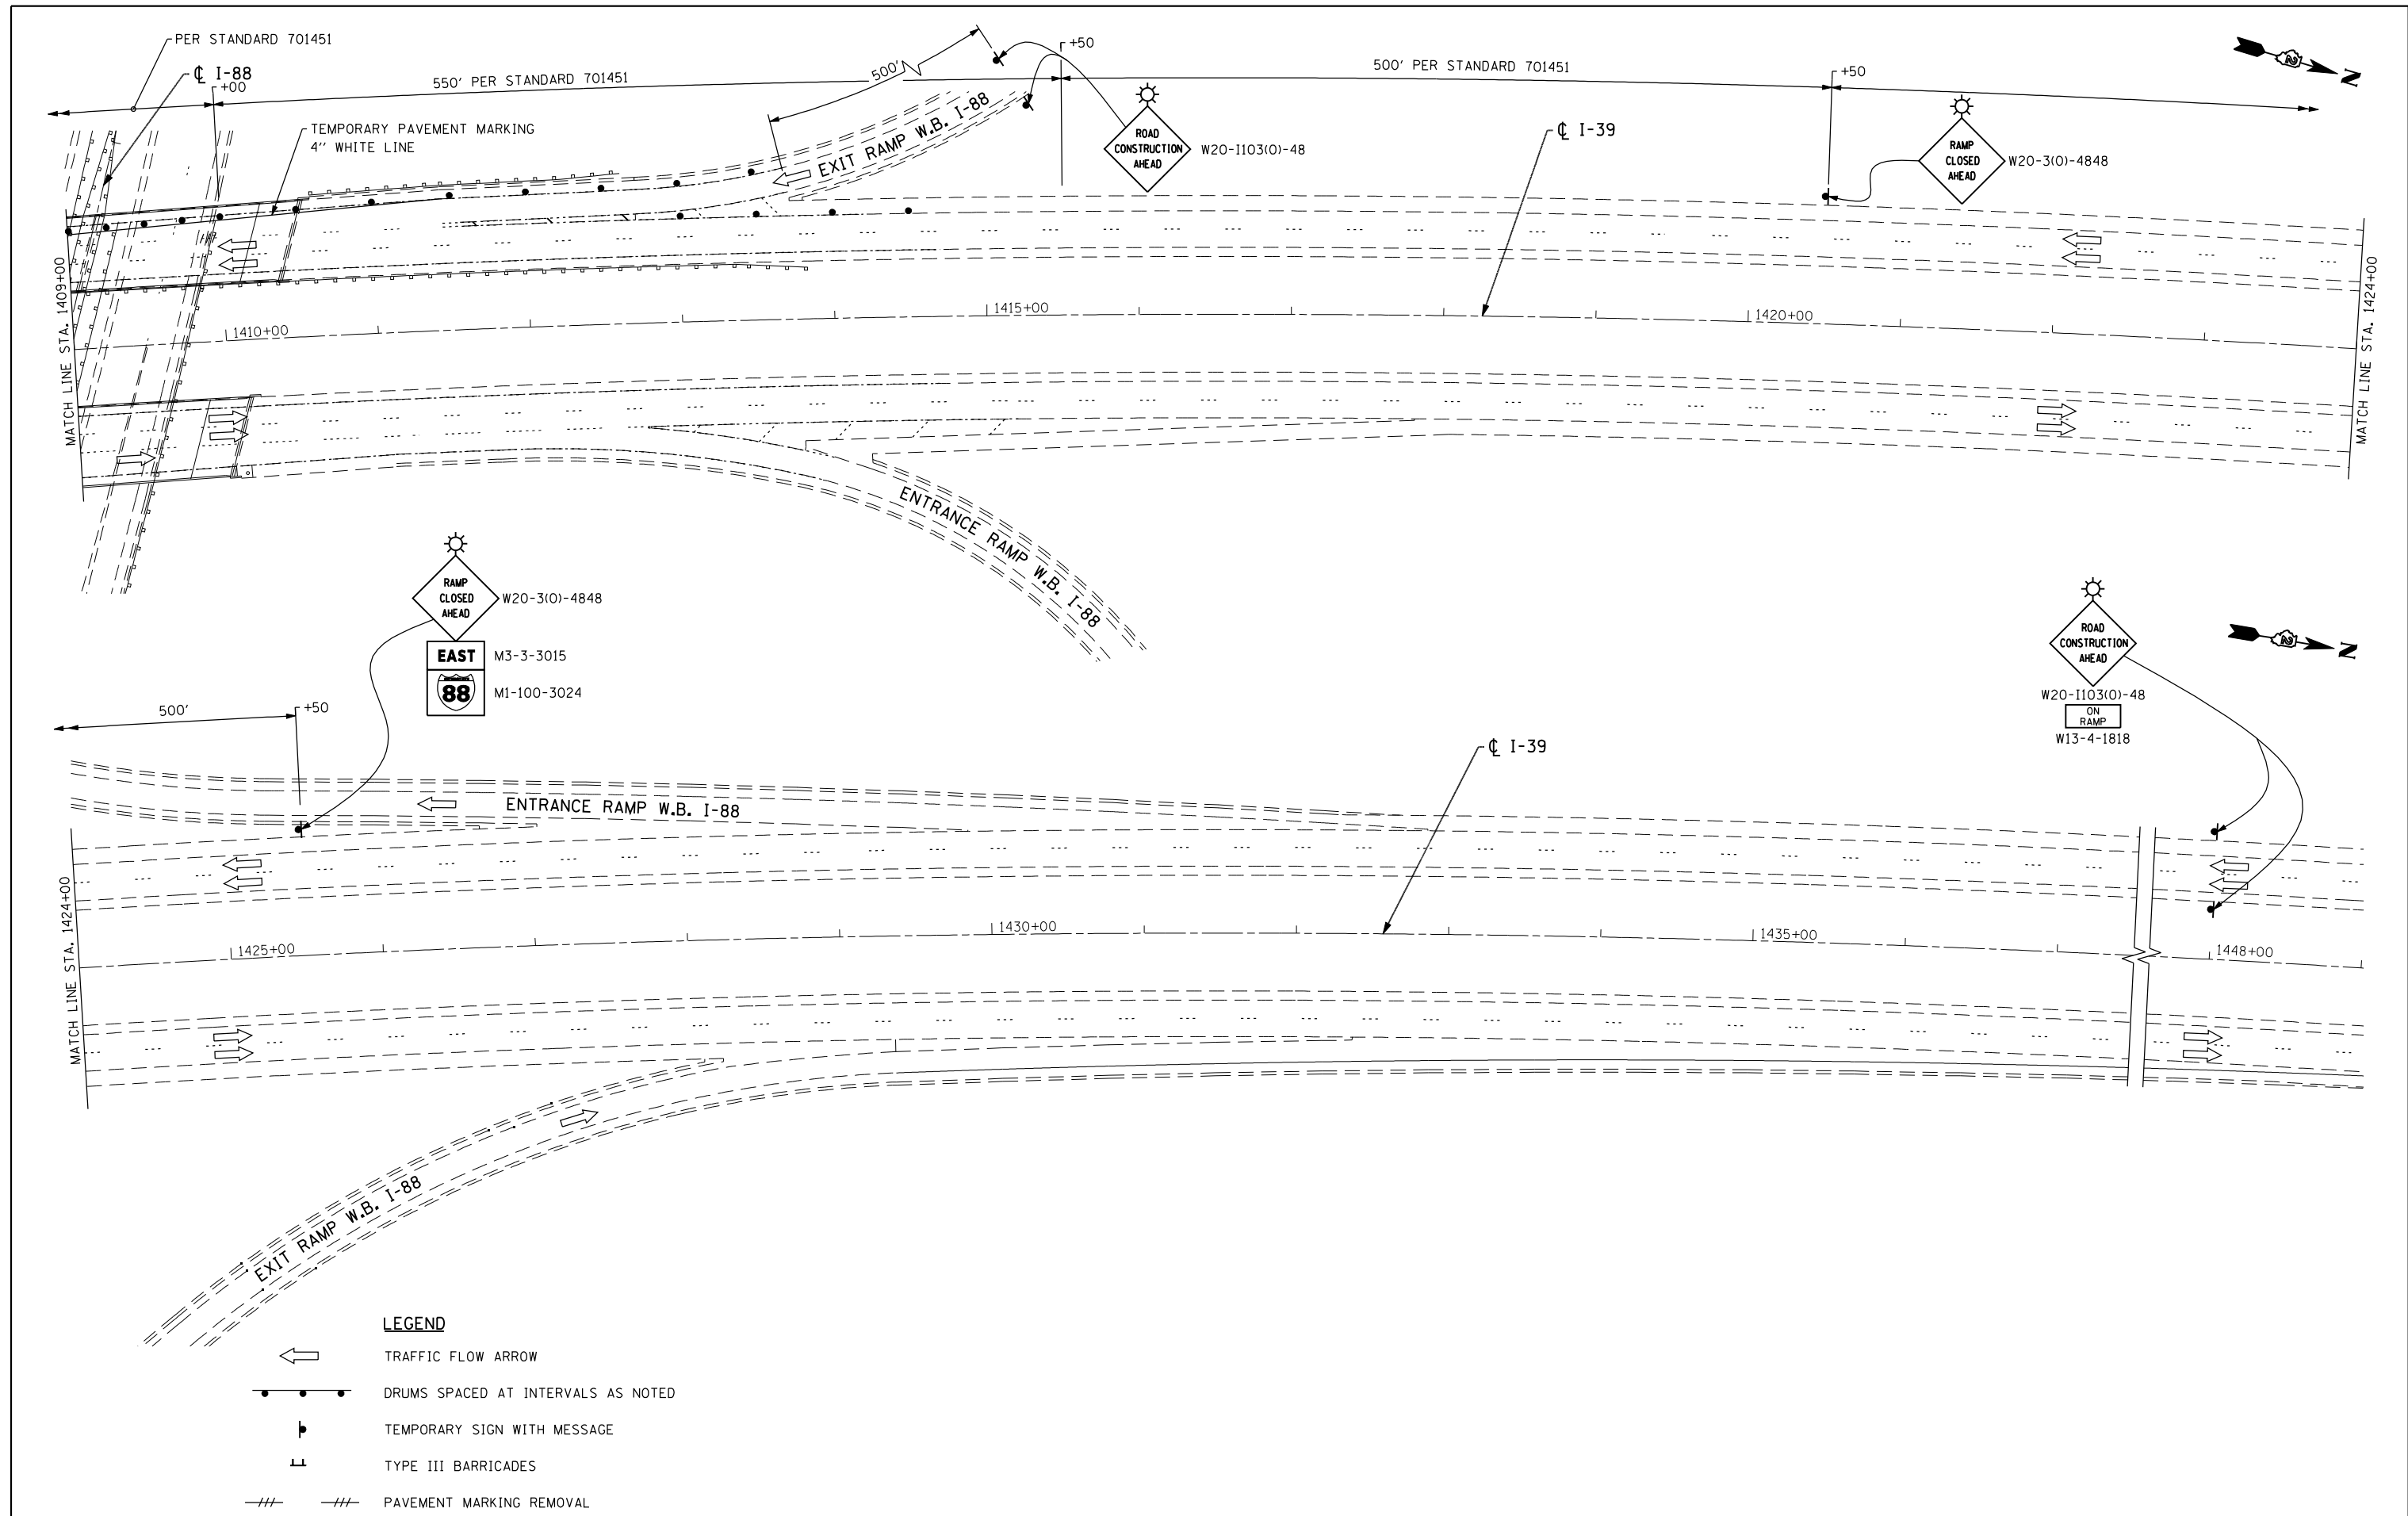 PER STANDARD 701451
℄ I-88
+00
550' PER STANDARD 701451
500'
+50
500' PER STANDARD 701451
+50
N
TEMPORARY PAVEMENT MARKING
4" WHITE LINE
EXIT RAMP W.B. I-88
ROAD
CONSTRUCTION
AHEAD
W20-I103(O)-48
℄ I-39
RAMP
CLOSED
AHEAD
W20-3(O)-4848
MATCH LINE STA. 1409+00
1410+00
1415+00
1420+00
MATCH LINE STA. 1424+00
ENTRANCE RAMP W.B. I-88
RAMP
CLOSED
AHEAD
W20-3(O)-4848
EAST
M3-3-3015
88
M1-100-3024
ROAD
CONSTRUCTION
AHEAD
W20-I103(O)-48
ON
RAMP
W13-4-1818
N
500'
+50
℄ I-39
ENTRANCE RAMP W.B. I-88
MATCH LINE STA. 1424+00
1425+00
1430+00
1435+00
1448+00
EXIT RAMP W.B. I-88
LEGEND
TRAFFIC FLOW ARROW
DRUMS SPACED AT INTERVALS AS NOTED
TEMPORARY SIGN WITH MESSAGE
TYPE III BARRICADES
PAVEMENT MARKING REMOVAL